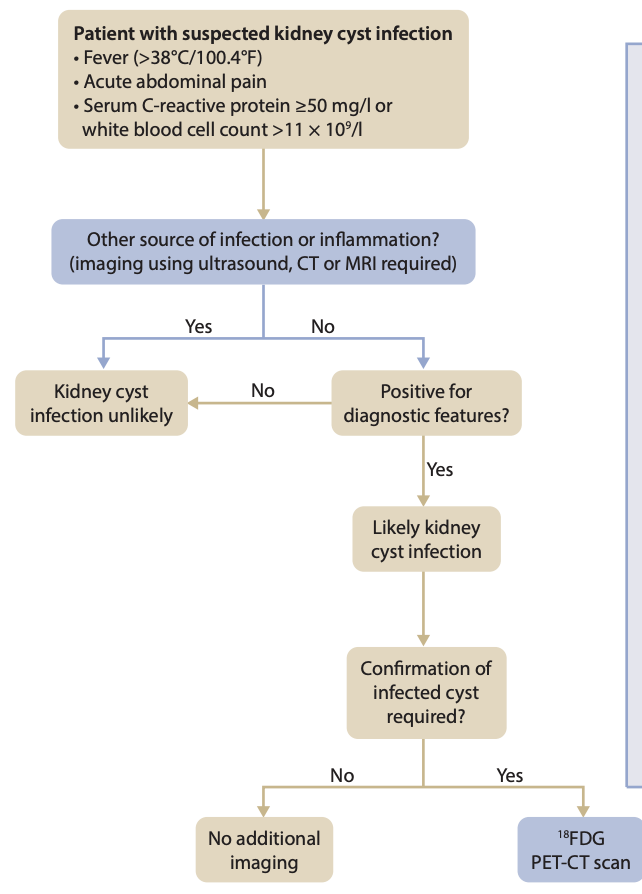 Patient with suspected kidney cyst infection
• Fever (>38°C/100.4°F)
• Acute abdominal pain
• Serum C-reactive protein ≥50 mg/l or
white blood cell count >11 × 10⁹/l
Other source of infection or inflammation?
(imaging using ultrasound, CT or MRI required)
Yes
No
Kidney cyst
infection unlikely
No
Positive for
diagnostic features?
Yes
Likely kidney
cyst infection
Confirmation of
infected cyst
required?
No
Yes
No additional
imaging
¹⁸FDG
PET-CT scan